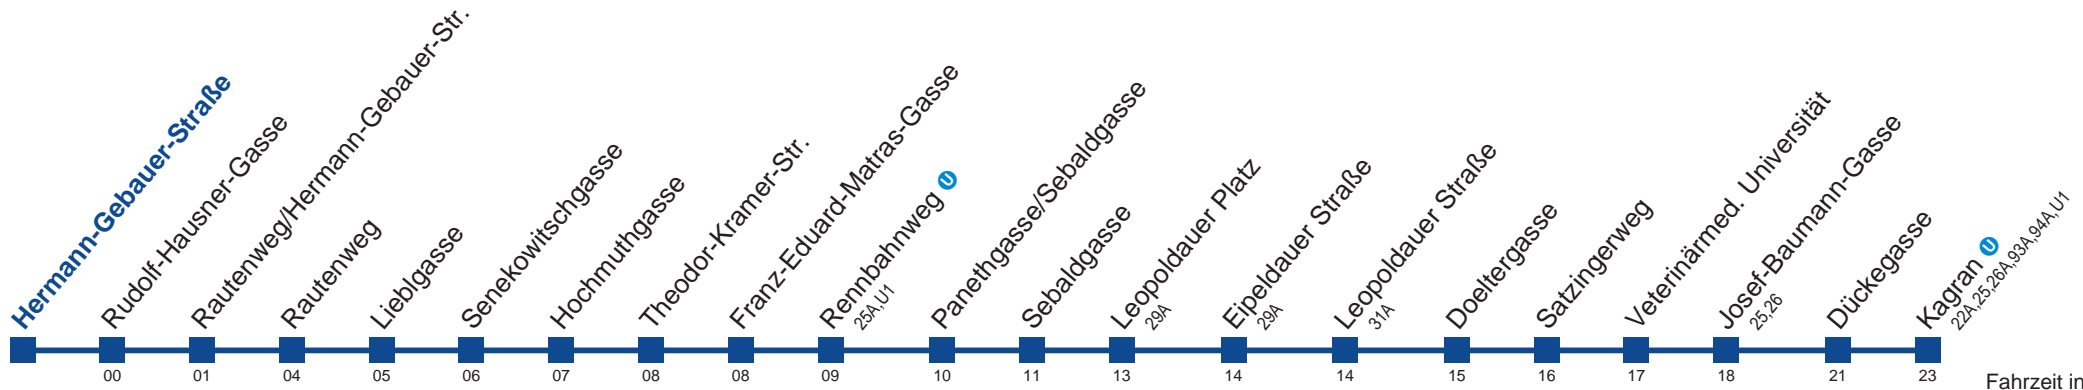 Hermann-Gebauer-Straße
Rudolf-Hausner-Gasse
00
Rautenweg/Hermann-Gebauer-Str.
01
Rautenweg
04
Lieblgasse
05
Senekowitschgasse
06
Hochmuthgasse
07
Theodor-Kramer-Str.
08
Franz-Eduard-Matras-Gasse
08
Rennbahnweg U
25A,U1
09
Panethgasse/Sebaldgasse
10
Sebaldgasse
11
Leopoldauer Platz
29A
13
Eipeldauer Straße
29A
14
Leopoldauer Straße
31A
14
Doeltergasse
15
Satzingerweg
16
Veterinärmed. Universität
17
Josef-Baumann-Gasse
25,26
18
Dückegasse
21
Kagran U
22A,25,26A,93A,94A,U1
23
Fahrzeit in